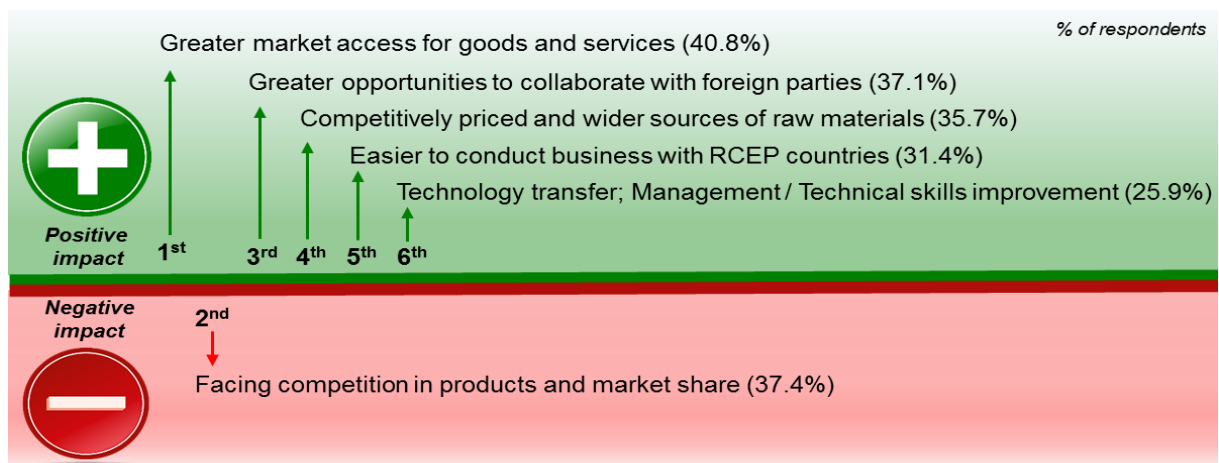 % of respondents
Greater market access for goods and services (40.8%)
Greater opportunities to collaborate with foreign parties (37.1%)
Competitively priced and wider sources of raw materials (35.7%)
Easier to conduct business with RCEP countries (31.4%)
Technology transfer; Management / Technical skills improvement (25.9%)
Positive
impact
1st
3rd
4th
5th
6th
Negative
impact
2nd
Facing competition in products and market share (37.4%)